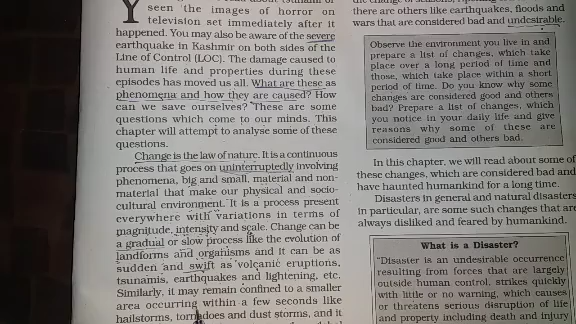 seen the images of horror on
television set immediately after it
happened. You may also be aware of the severe
earthquake in Kashmir on both sides of the
Line of Control (LOC). The damage caused to
human life and properties during these
episodes has moved us all. What are these as
phenomena and how they are caused? How
can we save ourselves? These are some
questions which come to our minds. This
chapter will attempt to analyse some of these
questions.
Change is the law of nature. It is a continuous
process that goes on uninterruptedly involving
phenomena, big and small, material and non-
material that make our physical and socio-
cultural environment. It is a process present
everywhere with variations in terms of
magnitude, intensity and scale. Change can be
a gradual or slow process like the evolution of
landforms and organisms and it can be as
sudden and swift as volcanic eruptions,
tsunamis, earthquakes and lightening, etc.
Similarly, it may remain confined to a smaller
area occurring within a few seconds like
hailstorms, tornadoes and dust storms, and it
there are others like earthquakes, floods and
wars that are considered bad and undesirable.
Observe the environment you live in and
prepare a list of changes, which take
place over a long period of time and
those, which take place within a short
period of time. Do you know why some
changes are considered good and others
bad? Prepare a list of changes, which
you notice in your daily life and give
reasons why some of these are
considered good and others bad.
In this chapter, we will read about some of
these changes, which are considered bad and
have haunted humankind for a long time.
Disasters in general and natural disasters
in particular, are some such changes that are
always disliked and feared by humankind.
What is a Disaster?
"Disaster is an undesirable occurrence
resulting from forces that are largely
outside human control, strikes quickly
with little or no warning, which causes
or threatens serious disruption of life
and property including death and injury